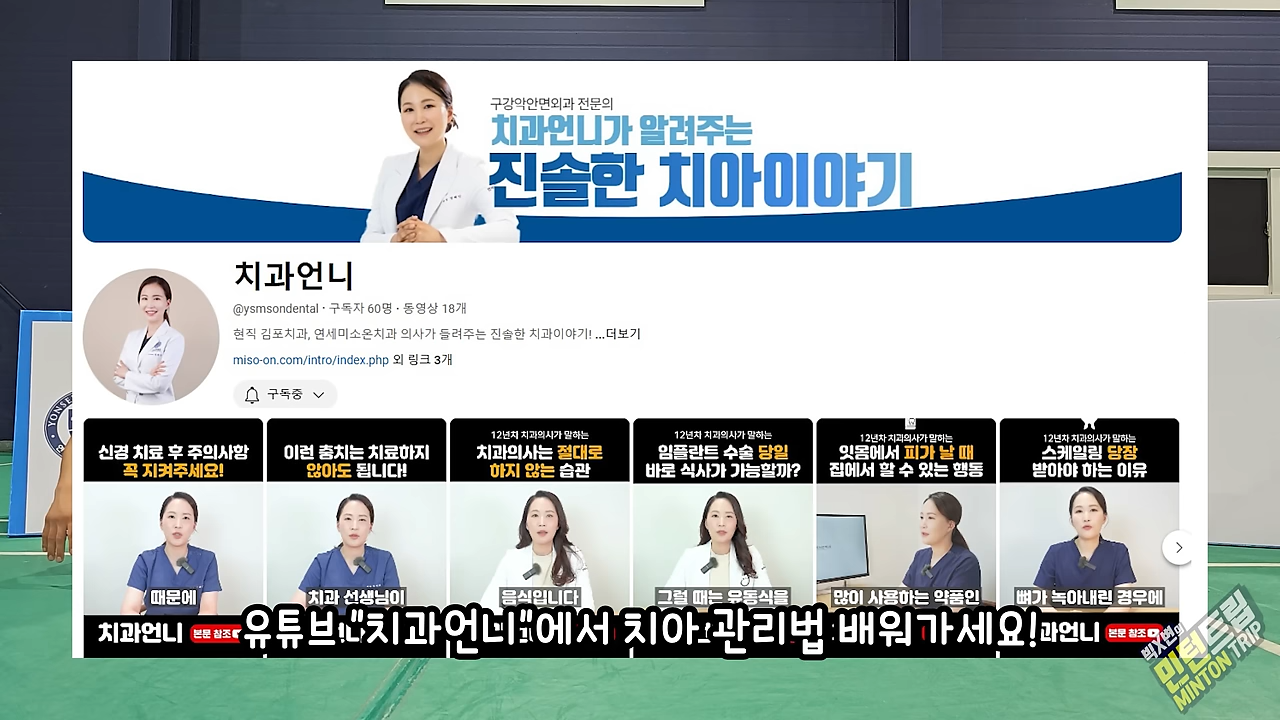 구강악안면외과 전문의
치과언니가 알려주는
진솔한 치아이야기
치과언니
@ysmsondental · 구독자 60명 · 동영상 18개
현직 김포치과, 연세미소온치과 의사가 들려주는 진솔한 치과이야기! ...더보기
miso-on.com/intro/index.php 외 링크 3개
구독중
신경 치료 후 주의사항
꼭 지켜주세요!
때문에
치과언니
본문 참조
이런 충치는 치료하지
않아도 됩니다!
치과 선생님이
12년차 치과의사가 말하는
치과의사는 절대로
하지 않는 습관
음식입니다
12년차 치과의사가 말하는
임플란트 수술 당일
바로 식사가 가능할까?
그럴 때는 유동식을
12년차 치과의사가 말하는
잇몸에서 피가 날 때
집에서 할 수 있는 행동
많이 사용하는 약품인
12년차 치과의사가 말하는
스케일링 당장
받아야 하는 이유
뼈가 녹아내린 경우에
과언니
본문 참조
유튜브 "치과언니"에서 치아 관리법 배워가세요!
YONSE
빅X변의
민턴트립
MINTON TRIP